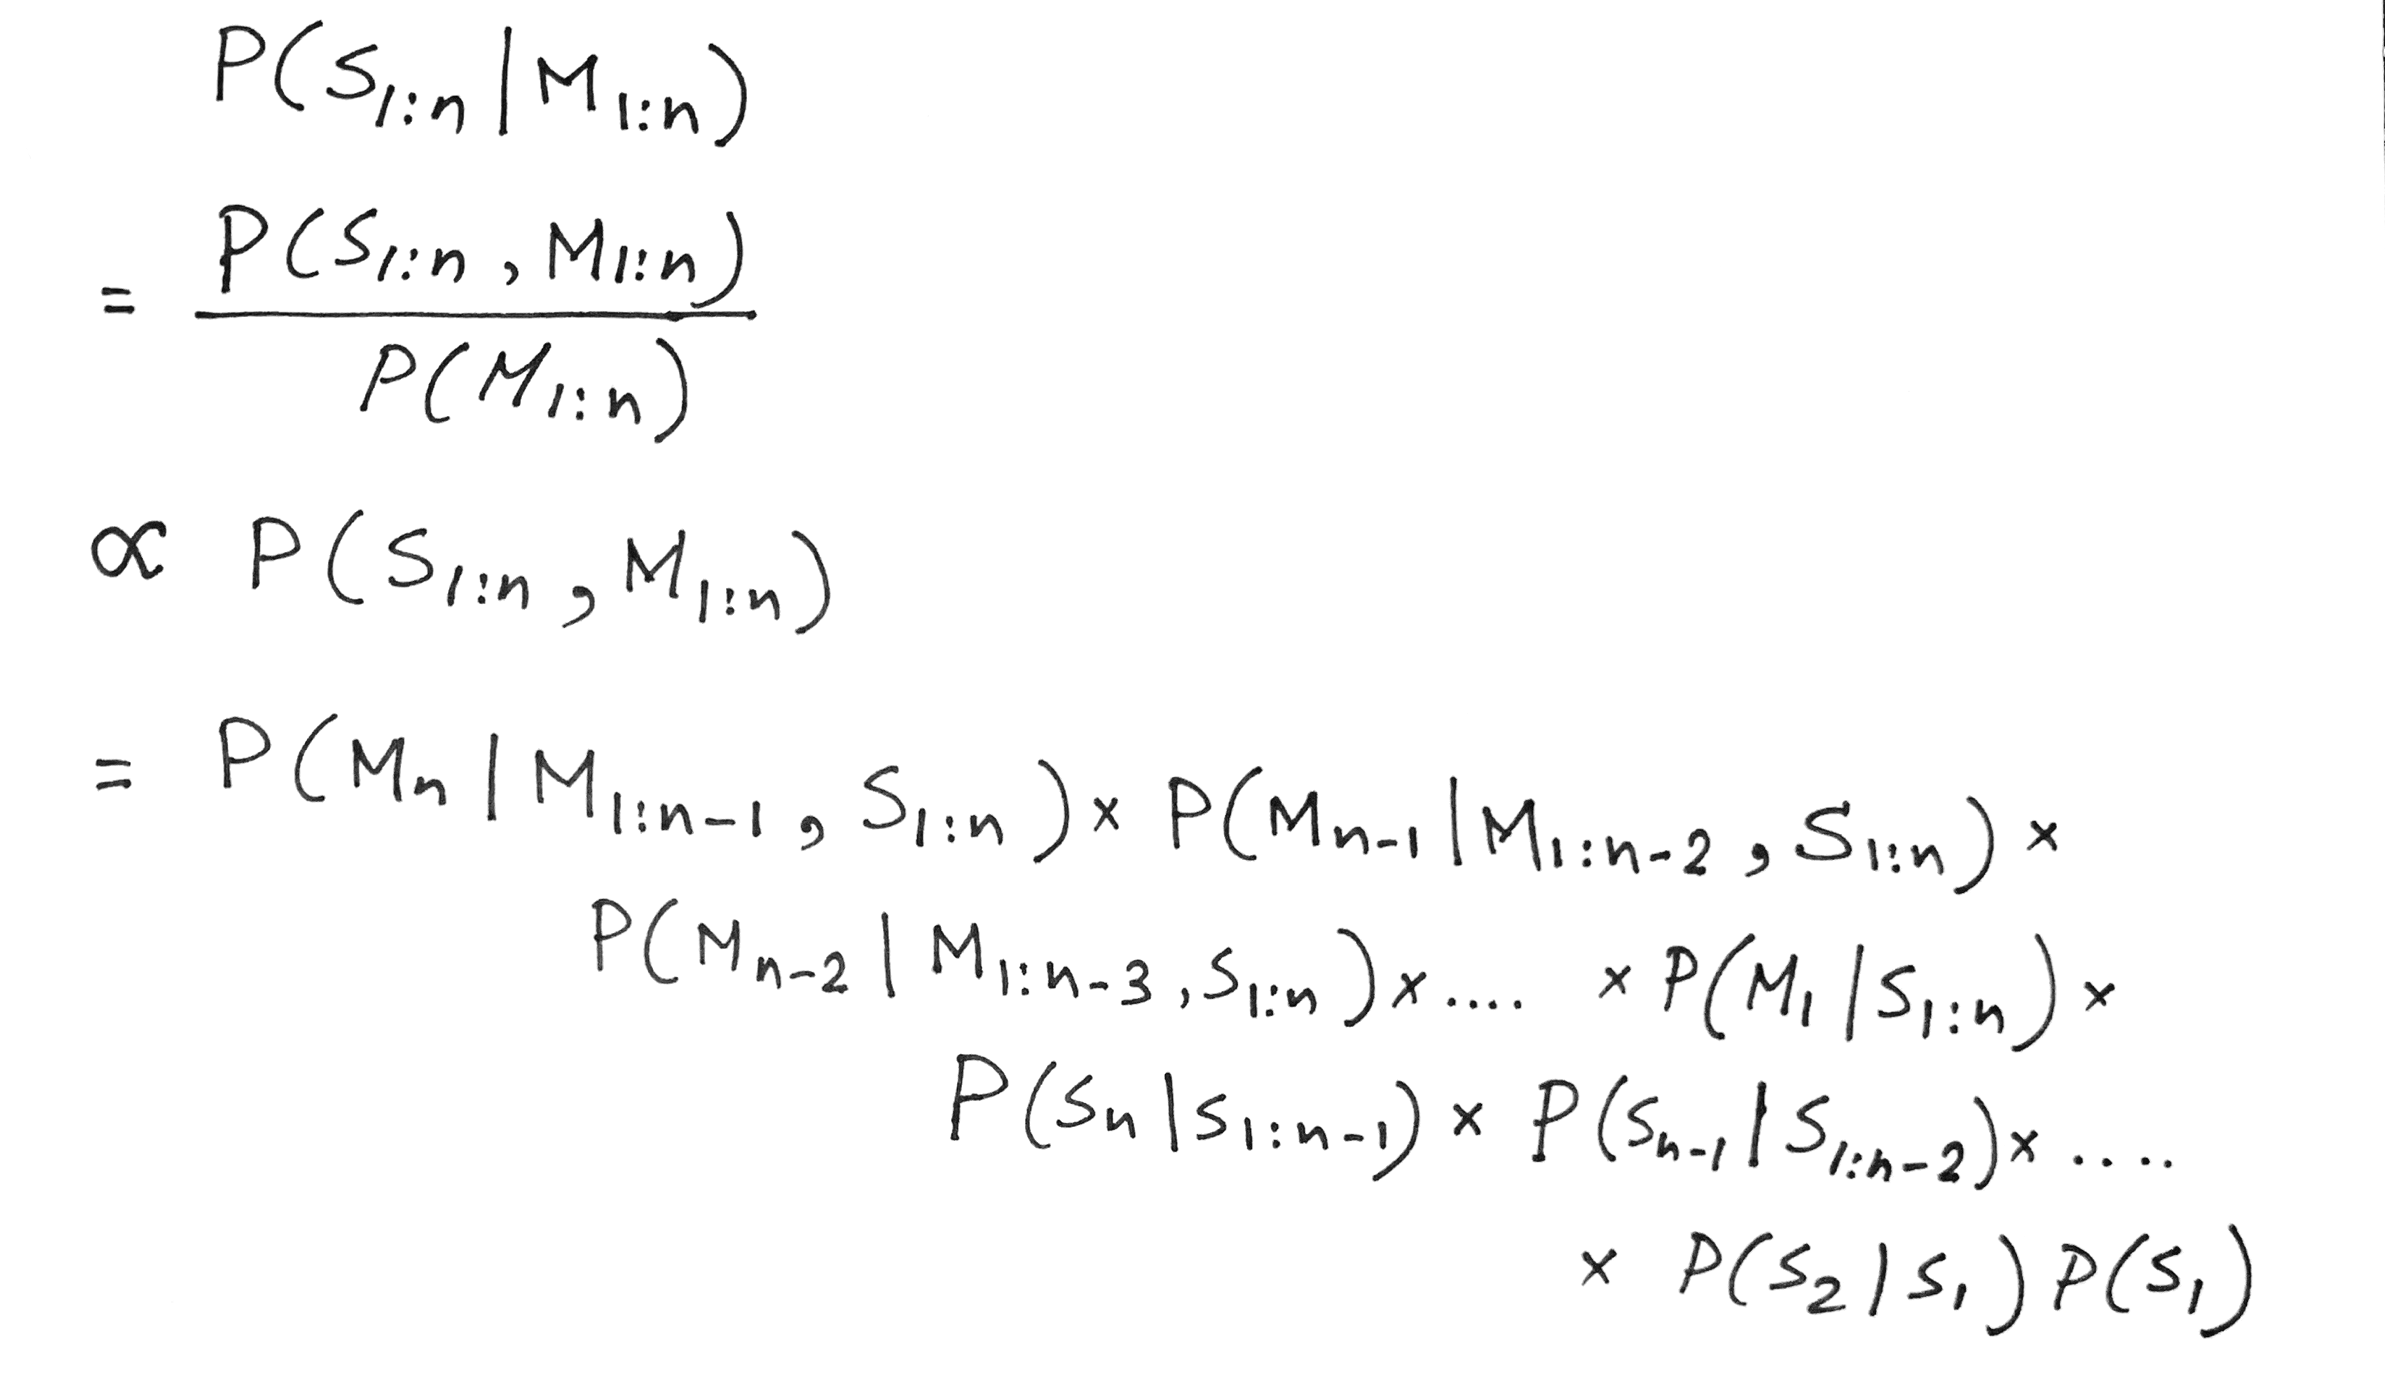 P(S₁:ₙ | M₁:ₙ)
= P(S₁:ₙ , M₁:ₙ)
P(M₁:ₙ)
∝ P(S₁:ₙ , M₁:ₙ)
= P(Mₙ | M₁:ₙ₋₁ , S₁:ₙ) × P(Mₙ₋₁ | M₁:ₙ₋₂ , S₁:ₙ) ×
P(Mₙ₋₂ | M₁:ₙ₋₃ , S₁:ₙ) × .... × P(M₁ | S₁:ₙ) ×
P(Sₙ | S₁:ₙ₋₁) × P(Sₙ₋₁ | S₁:ₙ₋₂) × ....
× P(S₂ | S₁) P(S₁)